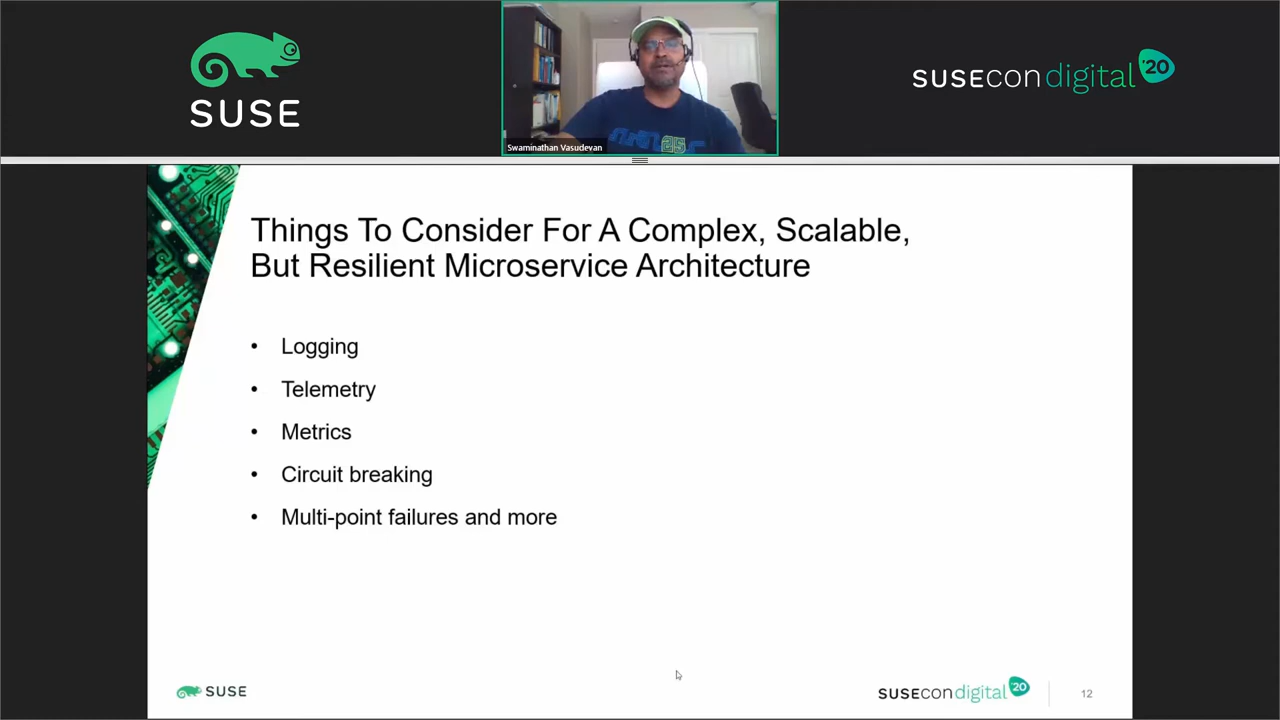 SUSE
Swaminathan Vasudevan
SUSEcon digital '20
Things To Consider For A Complex, Scalable,
But Resilient Microservice Architecture
• Logging
• Telemetry
• Metrics
• Circuit breaking
• Multi-point failures and more
SUSE
SUSEcon digital '20
12